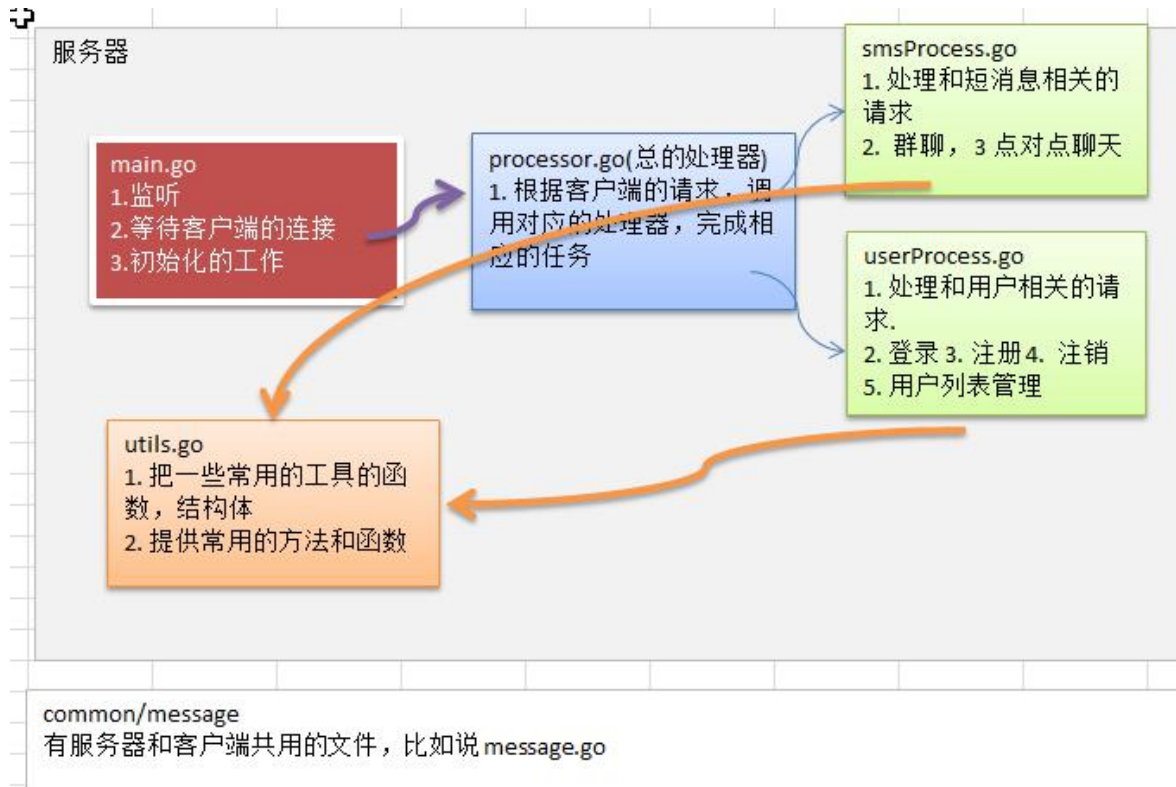 服务器
main.go
1.监听
2.等待客户端的连接
3.初始化的工作
processor.go(总的处理器)
1. 根据客户端的请求，调
用对应的处理器，完成相
应的任务
smsProcess.go
1. 处理和短消息相关的
请求
2. 群聊，3 点对点聊天
userProcess.go
1. 处理和用户相关的请
求.
2. 登录 3. 注册 4. 注销
5. 用户列表管理
utils.go
1. 把一些常用的工具的函
数，结构体
2. 提供常用的方法和函数
common/message
有服务器和客户端共用的文件，比如说 message.go